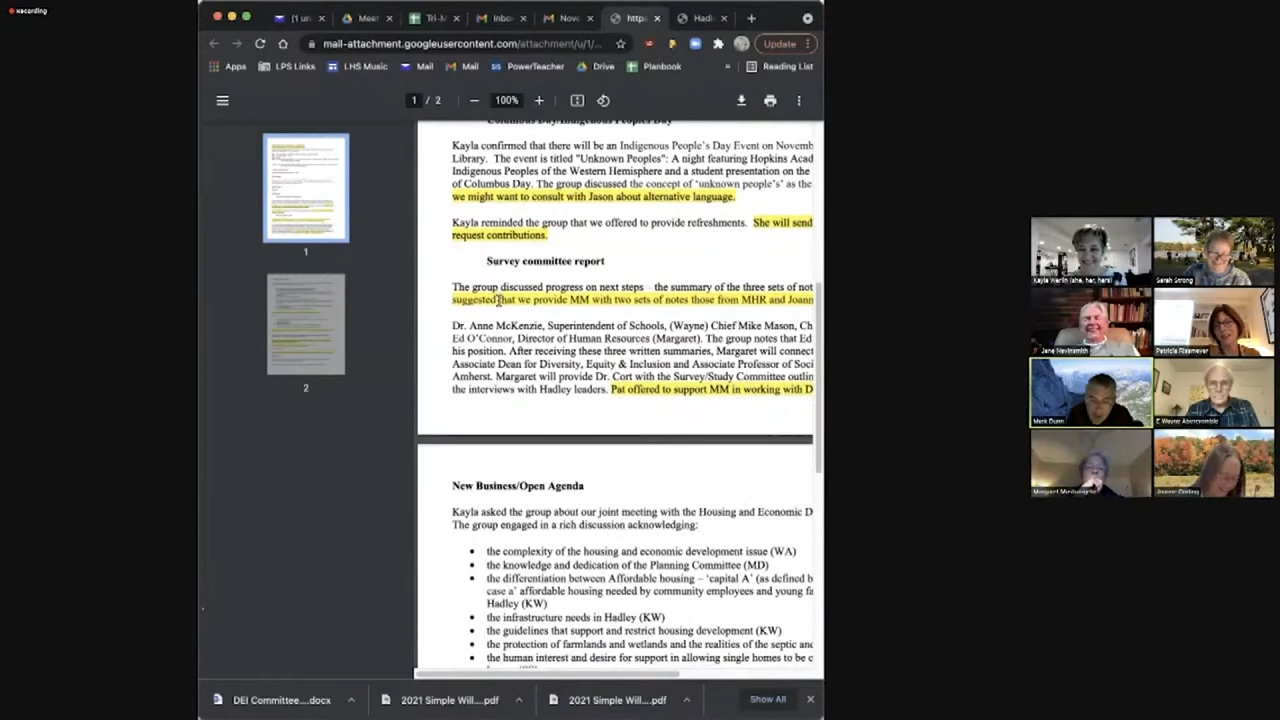 Recording
('1 un
Meet
Tri-M
Inbo
Nove
http
Hadl
mail-attachment.googleusercontent.com/attachment/u/1/...
Update
Apps
LPS Links
LHS Music
Mail
Mail
PowerTeacher
Drive
Planbook
»
Reading List
1 / 2
100%
Columbus Day/Indigenous Peoples Day
Kayla confirmed that there will be an Indigenous People's Day Event on Novemb
Library. The event is titled "Unknown Peoples": A night featuring Hopkins Acad
Indigenous Peoples of the Western Hemisphere and a student presentation on the
of Columbus Day. The group discussed the concept of 'unknown people's' as the
we might want to consult with Jason about alternative language.
Kayla reminded the group that we offered to provide refreshments. She will send
request contributions.
Survey committee report
The group discussed progress on next steps – the summary of the three sets of not
suggested that we provide MM with two sets of notes those from MHR and Joann
Dr. Anne McKenzie, Superintendent of Schools, (Wayne) Chief Mike Mason, Ch
Ed O'Connor, Director of Human Resources (Margaret). The group notes that Ed
his position. After receiving these three written summaries, Margaret will connect
Associate Dean for Diversity, Equity & Inclusion and Associate Professor of Soci
Amherst. Margaret will provide Dr. Cort with the Survey/Study Committee outlin
the interviews with Hadley leaders. Pat offered to support MM in working with D
New Business/Open Agenda
Kayla asked the group about our joint meeting with the Housing and Economic D
The group engaged in a rich discussion acknowledging:
• the complexity of the housing and economic development issue (WA)
• the knowledge and dedication of the Planning Committee (MD)
• the differentiation between Affordable housing – 'capital A' (as defined b
case a' affordable housing needed by community employees and young fa
Hadley (KW)
• the infrastructure needs in Hadley (KW)
• the guidelines that support and restrict housing development (KW)
• the protection of farmlands and wetlands and the realities of the septic and
• the human interest and desire for support in allowing single homes to be c
1
2
DEI Committee....docx
2021 Simple Will....pdf
2021 Simple Will....pdf
Show All
Kayla Werlin (she, her, hers)
Sarah Strong
Jane Nevinsmith
Patricia Rissmeyer
Mark Dunn
E Wayne Abercrombie
Joanne